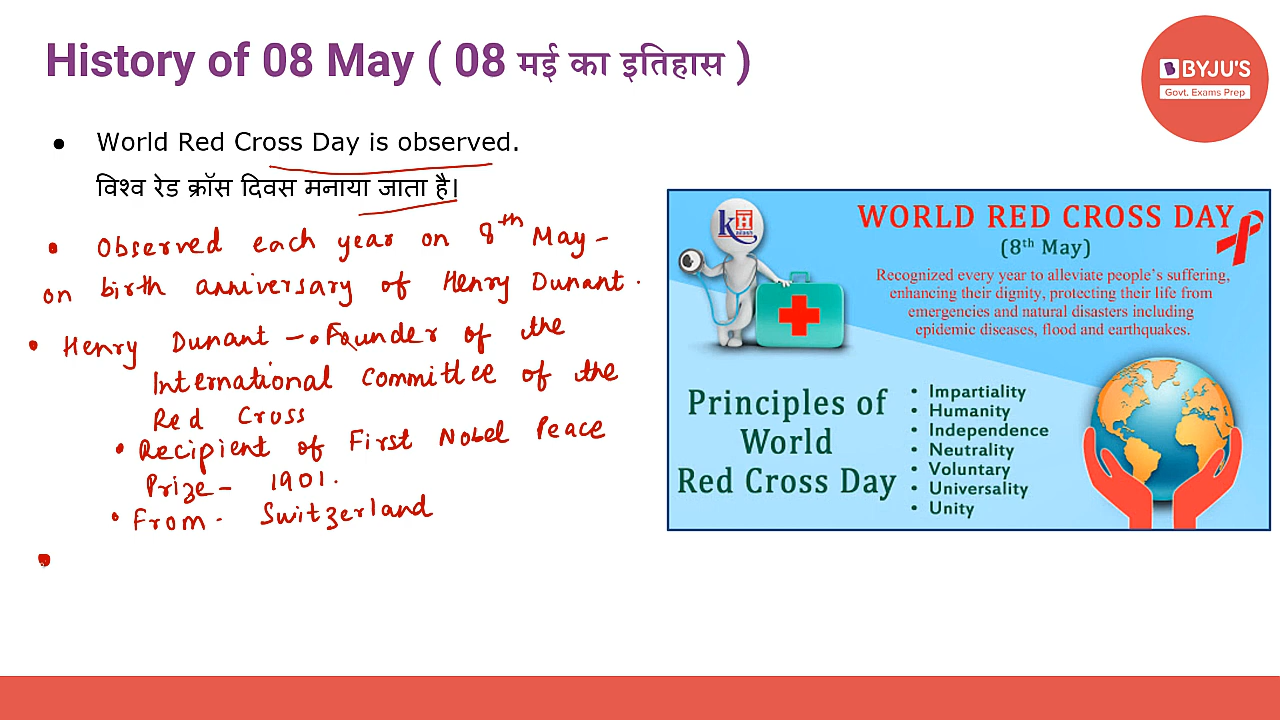 History of 08 May ( 08 मई का इतिहास )
BYJU'S
Govt. Exams Prep
● World Red Cross Day is observed.
विश्व रेड क्रॉस दिवस मनाया जाता है।
• Observed each year on 8th May -
on birth anniversary of Henry Dunant.
• Henry Dunant - • Founder of the
International Committee of the
Red Cross
• Recipient of First Nobel Peace
Prize - 1901.
• From - Switzerland
•
WORLD RED CROSS DAY
(8th May)
Recognized every year to alleviate people's suffering,
enhancing their dignity, protecting their life from
emergencies and natural disasters including
epidemic diseases, flood and earthquakes.
Principles of
World
Red Cross Day
• Impartiality
• Humanity
• Independence
• Neutrality
• Voluntary
• Universality
• Unity